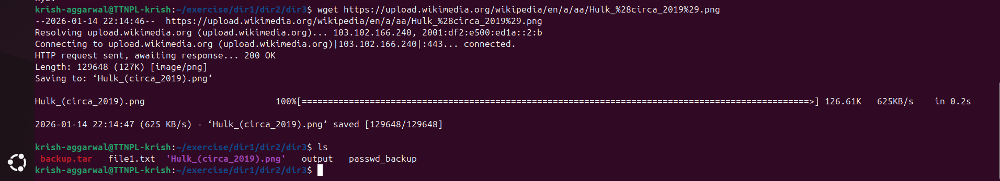 xyz.
krish-aggarwal@TTNPL-krish:~/exercise/dir1/dir2/dir3$ wget https://upload.wikimedia.org/wikipedia/en/a/aa/Hulk_%28circa_2019%29.png
--2026-01-14 22:14:46--  https://upload.wikimedia.org/wikipedia/en/a/aa/Hulk_%28circa_2019%29.png
Resolving upload.wikimedia.org (upload.wikimedia.org)... 103.102.166.240, 2001:df2:e500:ed1a::2:b
Connecting to upload.wikimedia.org (upload.wikimedia.org)|103.102.166.240|:443... connected.
HTTP request sent, awaiting response... 200 OK
Length: 129648 (127K) [image/png]
Saving to: ‘Hulk_(circa_2019).png’
Hulk_(circa_2019).png                         100%[=================================================================================================>] 126.61K   625KB/s    in 0.2s
2026-01-14 22:14:47 (625 KB/s) - ‘Hulk_(circa_2019).png’ saved [129648/129648]
krish-aggarwal@TTNPL-krish:~/exercise/dir1/dir2/dir3$ ls
backup.tar   file1.txt  'Hulk_(circa_2019).png'   output   passwd_backup
krish-aggarwal@TTNPL-krish:~/exercise/dir1/dir2/dir3$